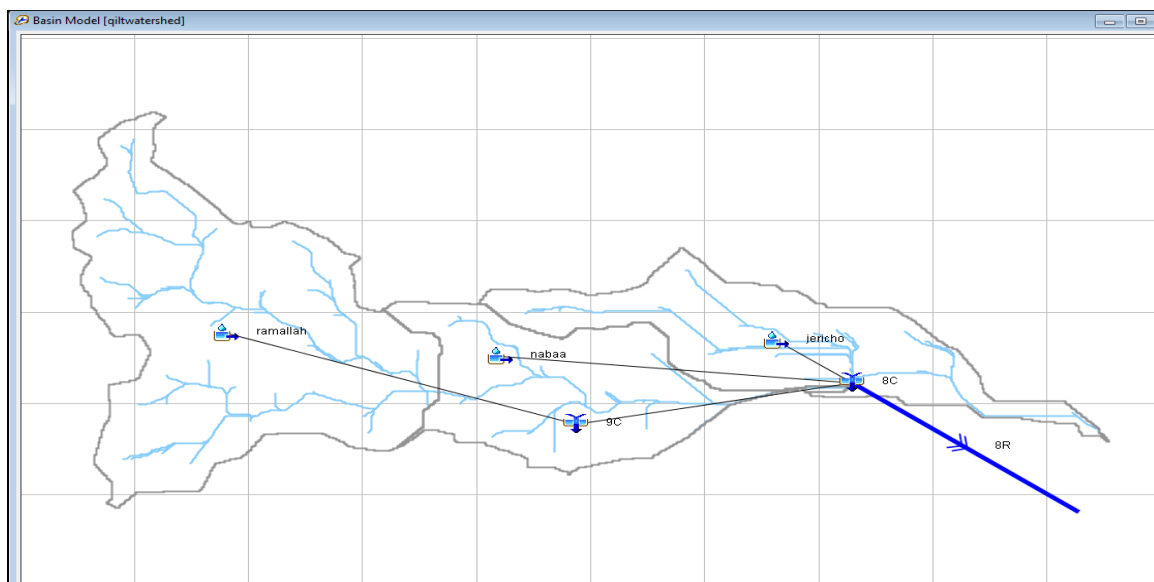 Basin Model [qiltwatershed]
ramallah
jericho
nabaa
8C
9C
8R